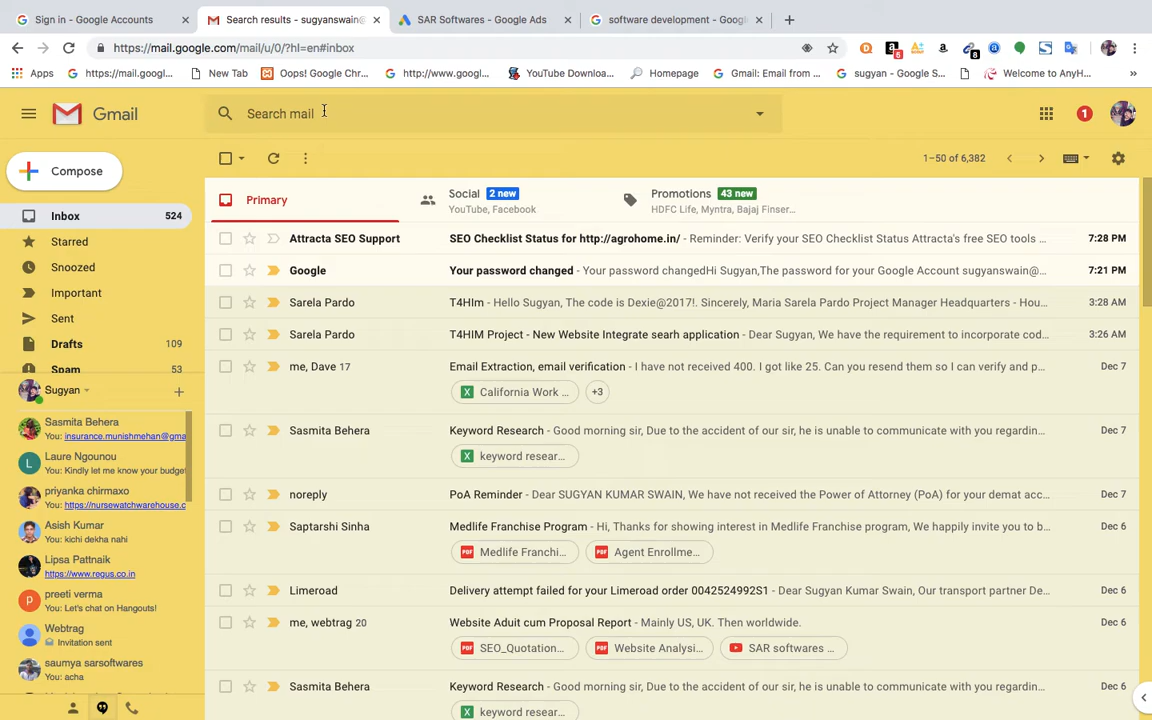 Sign in - Google Accounts
Search results - sugyanswain@
SAR Softwares - Google Ads
software development - Googl
https://mail.google.com/mail/u/0/?hl=en#inbox
5
8
Apps
https://mail.googl...
New Tab
Oops! Google Chr...
http://www.googl...
YouTube Downloa...
Homepage
Gmail: Email from ...
sugyan - Google S...
Welcome to AnyH...
»
Gmail
Search mail
1
Compose
1–50 of 6,382
Inbox 524
Starred
Snoozed
Important
Sent
Drafts 109
Spam 53
Sugyan
Sasmita Behera
You: insurance.munishmehan@gma
Laure Ngounou
You: Kindly let me know your budget
priyanka chirmaxo
You: https://nursewatchwarehouse.c
Asish Kumar
You: kichi dekha nahi
Lipsa Pattnaik
https://www.regus.co.in
preeti verma
You: Let's chat on Hangouts!
Webtrag
Invitation sent
saumya sarsoftwares
You: acha
Primary
Social 2 new
YouTube, Facebook
Promotions 43 new
HDFC Life, Myntra, Bajaj Finser...
Attracta SEO Support SEO Checklist Status for http://agrohome.in/ - Reminder: Verify your SEO Checklist Status Attracta's free SEO tools ... 7:28 PM
Google Your password changed - Your password changedHi Sugyan,The password for your Google Account sugyanswain@... 7:21 PM
Sarela Pardo T4HIm - Hello Sugyan, The code is Dexie@2017!. Sincerely, Maria Sarela Pardo Project Manager Headquarters - Hou... 3:28 AM
Sarela Pardo T4HIM Project - New Website Integrate searh application - Dear Sugyan, We have the requirement to incorporate cod... 3:26 AM
me, Dave 17 Email Extraction, email verification - I have not received 400. I got like 25. Can you resend them so I can verify and p... Dec 7
California Work ... +3
Sasmita Behera Keyword Research - Good morning sir, Due to the accident of our sir, he is unable to communicate with you regardin... Dec 7
keyword resear...
noreply PoA Reminder - Dear SUGYAN KUMAR SWAIN, We have not received the Power of Attorney (PoA) for your demat acc... Dec 7
Saptarshi Sinha Medlife Franchise Program - Hi, Thanks for showing interest in Medlife Franchise program, We happily invite you to b... Dec 6
PDF Medlife Franchi... PDF Agent Enrollme...
Limeroad Delivery attempt failed for your Limeroad order 0042524992S1 - Dear Sugyan Kumar Swain, Our transport partner De... Dec 6
me, webtrag 20 Website Aduit cum Proposal Report - Mainly US, UK. Then worldwide. Dec 6
PDF SEO_Quotation... PDF Website Analysi... SAR softwares ...
Sasmita Behera Keyword Research - Good morning sir, Due to the accident of our sir, he is unable to communicate with you regardin... Dec 6
keyword resear...